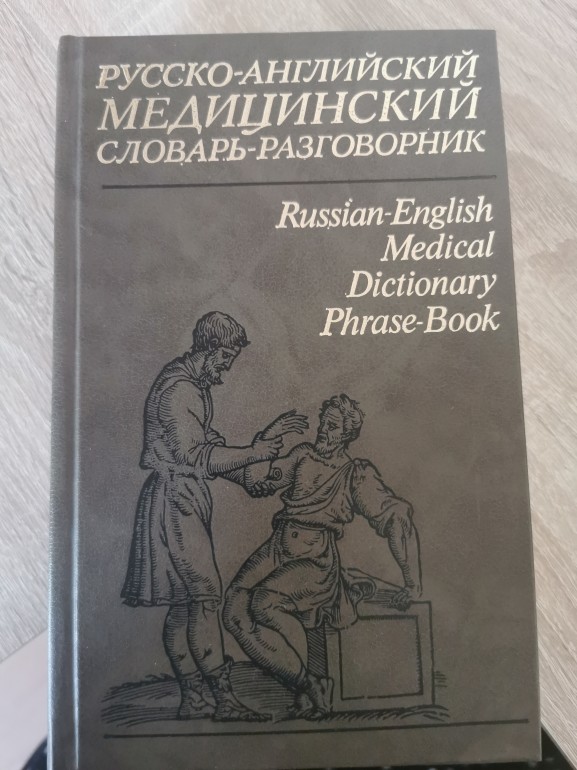 РУССКО-АНГЛИЙСКИЙ
МЕДИЦИНСКИЙ
СЛОВАРЬ-РАЗГОВОРНИК
Russian-English
Medical
Dictionary
Phrase-Book